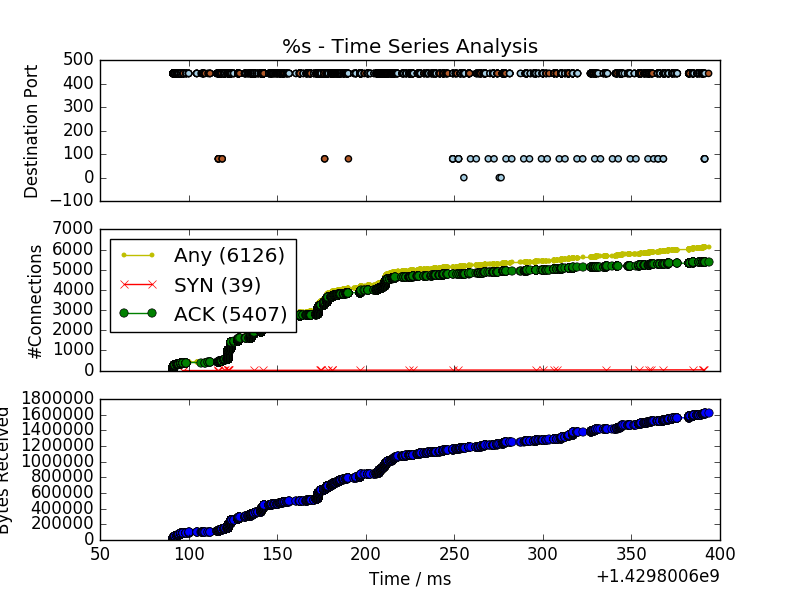 %s - Time Series Analysis
500
400
300
200
100
0
−100
Destination Port
7000
6000
5000
4000
3000
2000
1000
0
#Connections
Any (6126)
SYN (39)
ACK (5407)
1800000
1600000
1400000
1200000
1000000
800000
600000
400000
200000
0
Bytes Received
50 100 150 200 250 300 350 400
Time / ms
+1.4298006e9